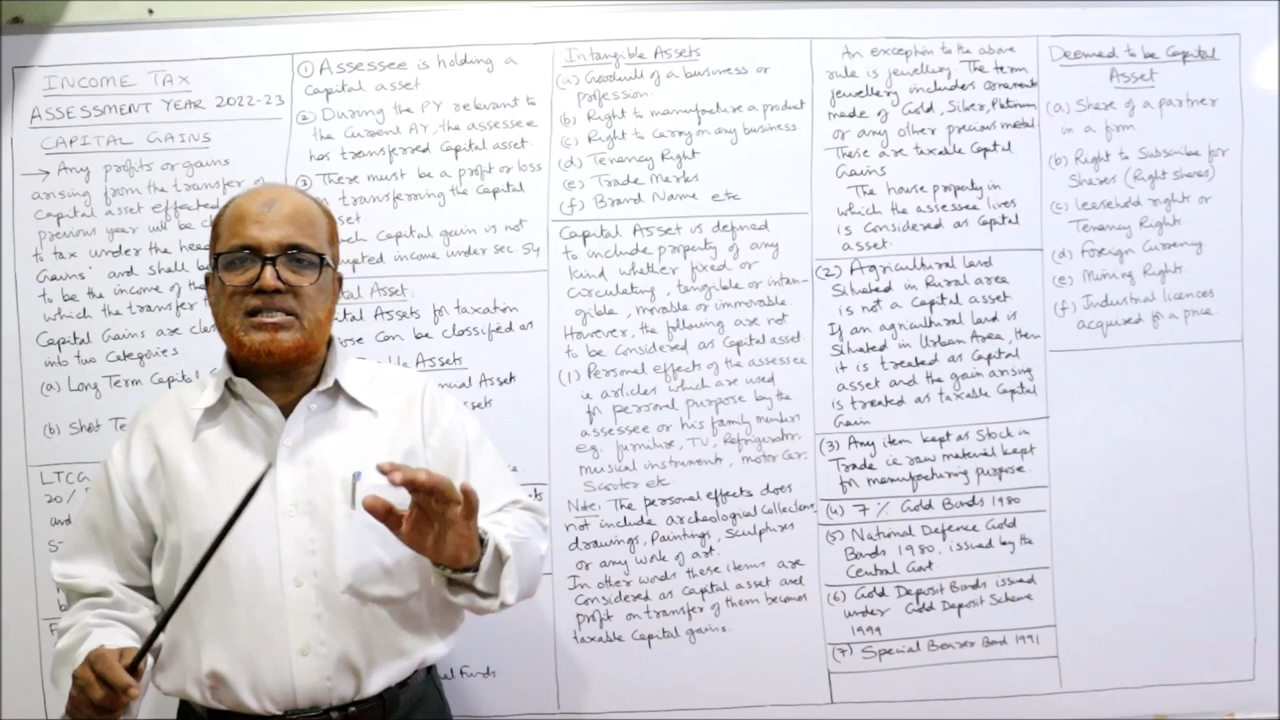 INCOME TAX
ASSESSMENT YEAR 2022-23
CAPITAL GAINS
→ Any profits or gains
arising from the transfer of
Capital asset effected
previous year will be
to tax under the head
Gains' and shall be
to be the income of the
which the transfer
Capital Gains are
into two Categories
(a) Long Term Capital
(b) Short Te
LTCG
20%
and
① Assessee is holding a
Capital asset.
② During the PY relevant to
the Current AY, the assessee
has transferred Capital asset.
③ There must be a profit or loss
in transferring the Capital
sset.
uch Capital gain is not
income under sec. 54
tal Asset.
tal Assets for taxation
ose can be classified as
Assets
ncial Asset
ssets
Funds
Intangible Assets
(a) Goodwill of a business or
profession.
(b) Right to manufacture a product
(c) Right to Carry on any business
(d) Tenancy Right
(e) Trade Marks
(f) Brand Name etc
Capital Asset is defined
to include property of any
kind whether fixed or
Circulating, tangible or intan-
gible, movable or immovable.
However, the following are not
to be Considered as Capital asset.
(1) Personal effects of the assessee
ie articles which are used
for personal purpose by the
assessee or his family members
e.g. furniture, TV, Refrigerator,
musical instruments, motor Car,
Scooter etc.
Note: The personal effects does
not include archeological Collections,
drawings, Paintings, Sculptures
or any work of art.
In other words these items are
Considered as Capital asset and
profit on transfer of them becomes
taxable Capital gains.
An exception to the above
rule is jewellery. The term
jewellery includes ornaments
made of Gold, Silver, Platinum
or any other precious metal.
These are taxable Capital
Gains
The house property in
which the assessee lives
is Considered as Capital
asset.
(2) Agricultural land
Situated in Rural area
is not a Capital asset
If an agricultural land is
Situated in Urban Area, then
it is treated as Capital
asset and the gain arising
is treated as taxable Capital
Gain
(3) Any item kept as Stock in
Trade ie raw material kept
for manufacturing purpose.
(4) 7% Gold Bonds 1980
(5) National Defence Gold
Bonds 1980, issued by the
Central Govt.
(6) Gold Deposit Bonds issued
under Gold Deposit Scheme
1999
(7) Special Bearer Bond 1991
Deemed to be Capital
Asset
(a) Share of a partner
in a firm
(b) Right to Subscribe for
Shares (Right Shares)
(c) leasehold right or
Tenancy Right.
(d) Foreign Currency.
(e) Mining Rights
(f) Industrial licences
acquired for a price.